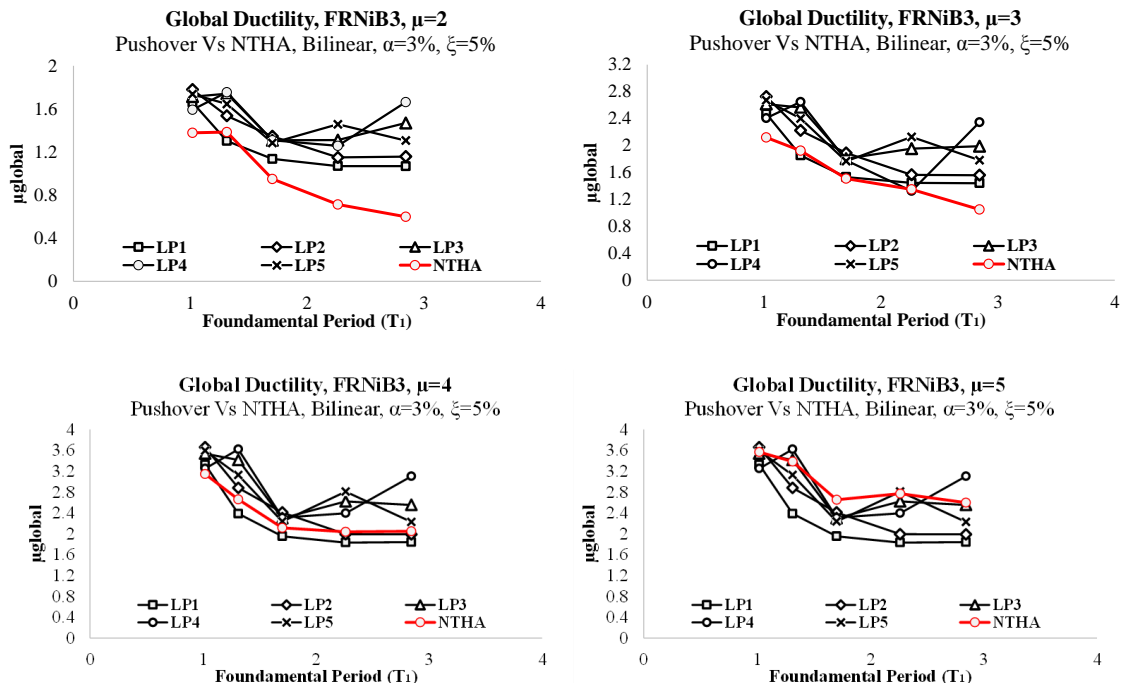 Global Ductility, FRNiB3, µ=2
Pushover Vs NTHA, Bilinear, α=3%, ξ=5%
2
1.6
1.2
0.8
0.4
0
µglobal
LP1 LP2 LP3
LP4 LP5 NTHA
0 1 2 3 4
Foundamental Period (T₁)
Global Ductility, FRNiB3, µ=3
Pushover Vs NTHA, Bilinear, α=3%, ξ=5%
3.2
2.8
2.4
2
1.6
1.2
0.8
0.4
0
µglobal
LP1 LP2 LP3
LP4 LP5 NTHA
0 1 2 3 4
Foundamental Period (T₁)
Global Ductility, FRNiB3, µ=4
Pushover Vs NTHA, Bilinear, α=3%, ξ=5%
4
3.6
3.2
2.8
2.4
2
1.6
1.2
0.8
0.4
0
µglobal
LP1 LP2 LP3
LP4 LP5 NTHA
0 1 2 3 4
Foundamental Period (T₁)
Global Ductility, FRNiB3, µ=5
Pushover Vs NTHA, Bilinear, α=3%, ξ=5%
4
3.6
3.2
2.8
2.4
2
1.6
1.2
0.8
0.4
0
µglobal
LP1 LP2 LP3
LP4 LP5 NTHA
0 1 2 3 4
Foundamental Period (T₁)